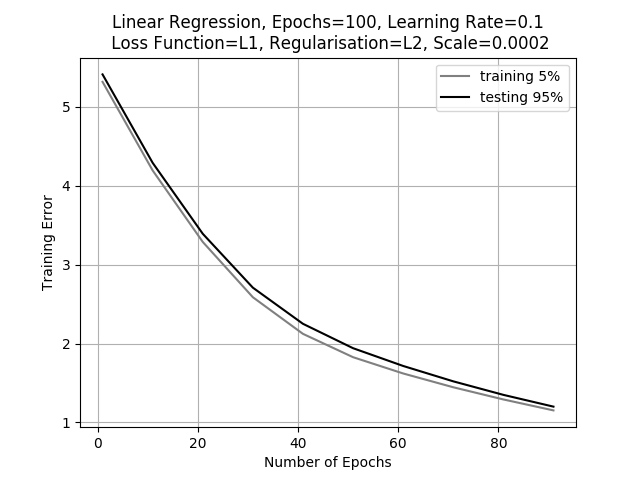 Linear Regression, Epochs=100, Learning Rate=0.1
Loss Function=L1, Regularisation=L2, Scale=0.0002
training 5%
testing 95%
Training Error
5
4
3
2
1
0
20
40
60
80
Number of Epochs